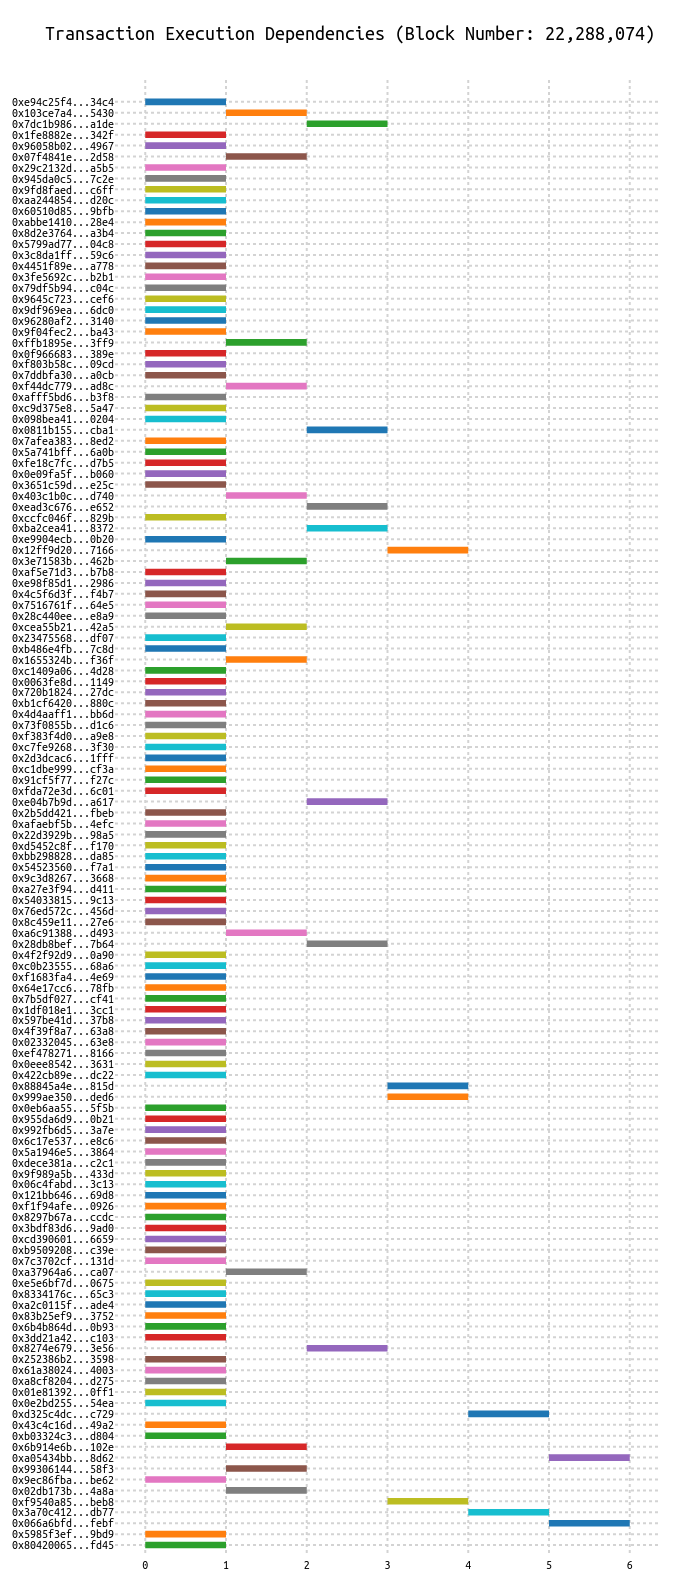 Transaction Execution Dependencies (Block Number: 22,288,074)
0xe94c25f4...34c4
0x103ce7a4...5430
0x7dc1b986...a1de
0x1fe8882e...342f
0x96058b02...4967
0x07f4841e...2d58
0x29c2132d...a5b5
0x945da0c5...7c2e
0x9fd8faed...c6ff
0xaa244854...d20c
0x60510d85...9bfb
0xabbe1410...28e4
0x8d2e3764...a3b4
0x5799ad77...04c8
0x3c8da1ff...59c6
0x4451f89e...a778
0x3fe5692c...b2b1
0x79df5b94...c04c
0x9645c723...cef6
0x9df969ea...6dc0
0x96280af2...3140
0x9f04fec2...ba43
0xffb1895e...3ff9
0x0f966683...389e
0xf803b58c...09cd
0x7ddbfa30...a0cb
0xf44dc779...ad8c
0xafff5bd6...b3f8
0xc9d375e8...5a47
0x098bea41...0204
0x0811b155...cba1
0x7afea383...8ed2
0x5a741bff...6a0b
0xfe18c7fc...d7b5
0x0e09fa5f...b060
0x3651c59d...e25c
0x403c1b0c...d740
0xead3c676...e652
0xccfc046f...829b
0xba2cea41...8372
0xe9904ecb...0b20
0x12ff9d20...7166
0x3e71583b...462b
0xaf5e71d3...b7b8
0xe98f85d1...2986
0x4c5f6d3f...f4b7
0x7516761f...64e5
0x28c440ee...e8a9
0xcea55b21...42a5
0x23475568...df07
0xb486e4fb...7c8d
0x1655324b...f36f
0xc1409a06...4d28
0x0063fe8d...1149
0x720b1824...27dc
0xb1cf6420...880c
0x4d4aaff1...bb6d
0x73f0855b...d1c6
0xf383f4d0...a9e8
0xc7fe9268...3f30
0x2d3dcac6...1fff
0xc1dbe999...cf3a
0x91cf5f77...f27c
0xfda72e3d...6c01
0xe04b7b9d...a617
0x2b5dd421...fbeb
0xafaebf5b...4efc
0x22d3929b...98a5
0xd5452c8f...f170
0xbb298828...da85
0x54523560...f7a1
0x9c3d8267...3668
0xa27e3f94...d411
0x54033815...9c13
0x76ed572c...456d
0x8c459e11...27e6
0xa6c91388...d493
0x28db8bef...7b64
0x4f2f92d9...0a90
0xc0b23555...68a6
0xf1683fa4...4e69
0x64e17cc6...78fb
0x7b5df027...cf41
0x1df018e1...3cc1
0x597be41d...37b8
0x4f39f8a7...63a8
0x02332045...63e8
0xef478271...8166
0x0eee8542...3631
0x422cb89e...dc22
0x88845a4e...815d
0x999ae350...ded6
0x0eb6aa55...5f5b
0x955da6d9...0b21
0x992fb6d5...3a7e
0x6c17e537...e8c6
0x5a1946e5...3864
0xdece381a...c2c1
0x9f989a5b...433d
0x06c4fabd...3c13
0x121bb646...69d8
0xf1f94afe...0926
0x8297b67a...ccdc
0x3bdf83d6...9ad0
0xcd390601...6659
0xb9509208...c39e
0x7c3702cf...131d
0xa37964a6...ca07
0xe5e6bf7d...0675
0x8334176c...65c3
0xa2c0115f...ade4
0x83b25ef9...3752
0x6b4b864d...0b93
0x3dd21a42...c103
0x8274e679...3e56
0x252386b2...3598
0x61a38024...4003
0xa8cf8204...d275
0x01e81392...0ff1
0x0e2bd255...54ea
0xd325c4dc...c729
0x43c4c16d...49a2
0xb03324c3...d804
0x6b914e6b...102e
0xa05434bb...8d62
0x99306144...58f3
0x9ec86fba...be62
0x02db173b...4a8a
0xf9540a85...beb8
0x3a70c412...db77
0x066a6bfd...febf
0x5985f3ef...9bd9
0x80420065...fd45
0 1 2 3 4 5 6